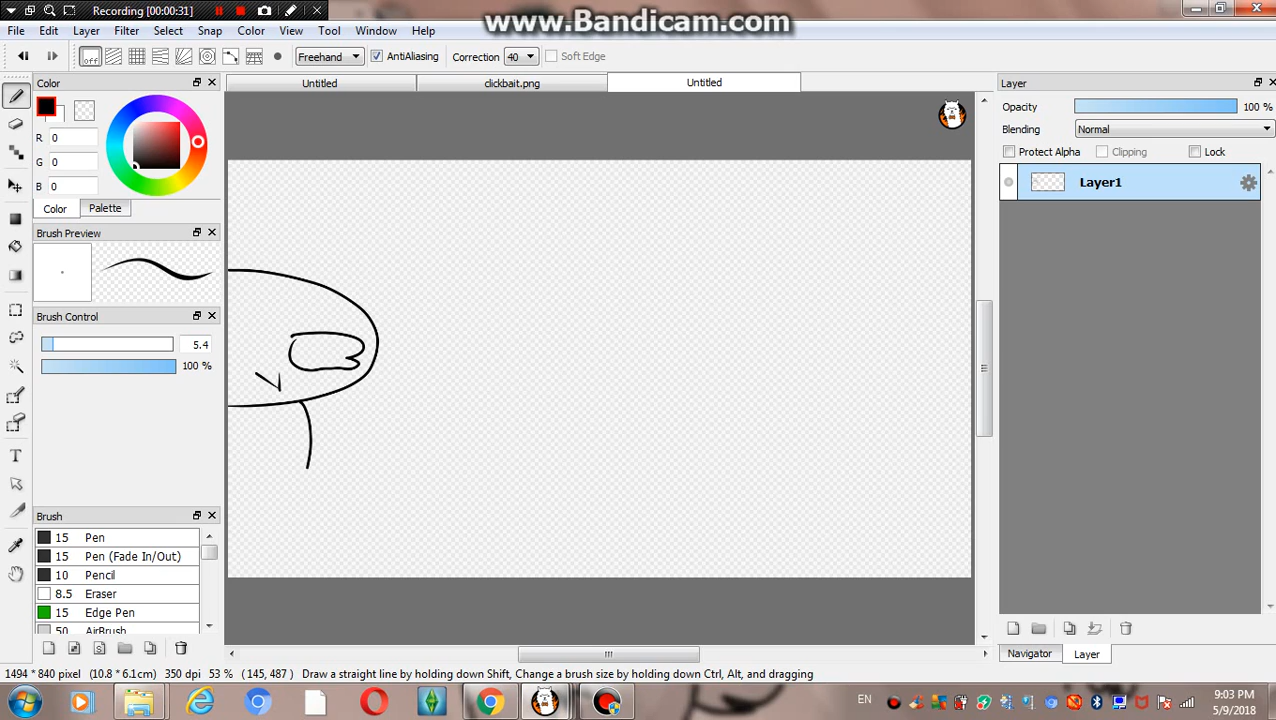 Recording [00:00:31]
www.Bandicam.com
File Edit Layer Filter Select Snap Color View Tool Window Help
off Freehand AntiAliasing Correction 40 Soft Edge
Color
Untitled clickbait.png Untitled
Layer
R 0
G 0
B 0
Color Palette
Opacity 100 %
Blending Normal
Protect Alpha Clipping Lock
Layer1
Brush Preview
Brush Control
5.4
100 %
Brush
15 Pen
15 Pen (Fade In/Out)
10 Pencil
8.5 Eraser
15 Edge Pen
50 AirBrush
Navigator Layer
1494 * 840 pixel (10.8 * 6.1cm) 350 dpi 53 % (145, 487) Draw a straight line by holding down Shift, Change a brush size by holding down Ctrl, Alt, and dragging
EN
9:03 PM
5/9/2018